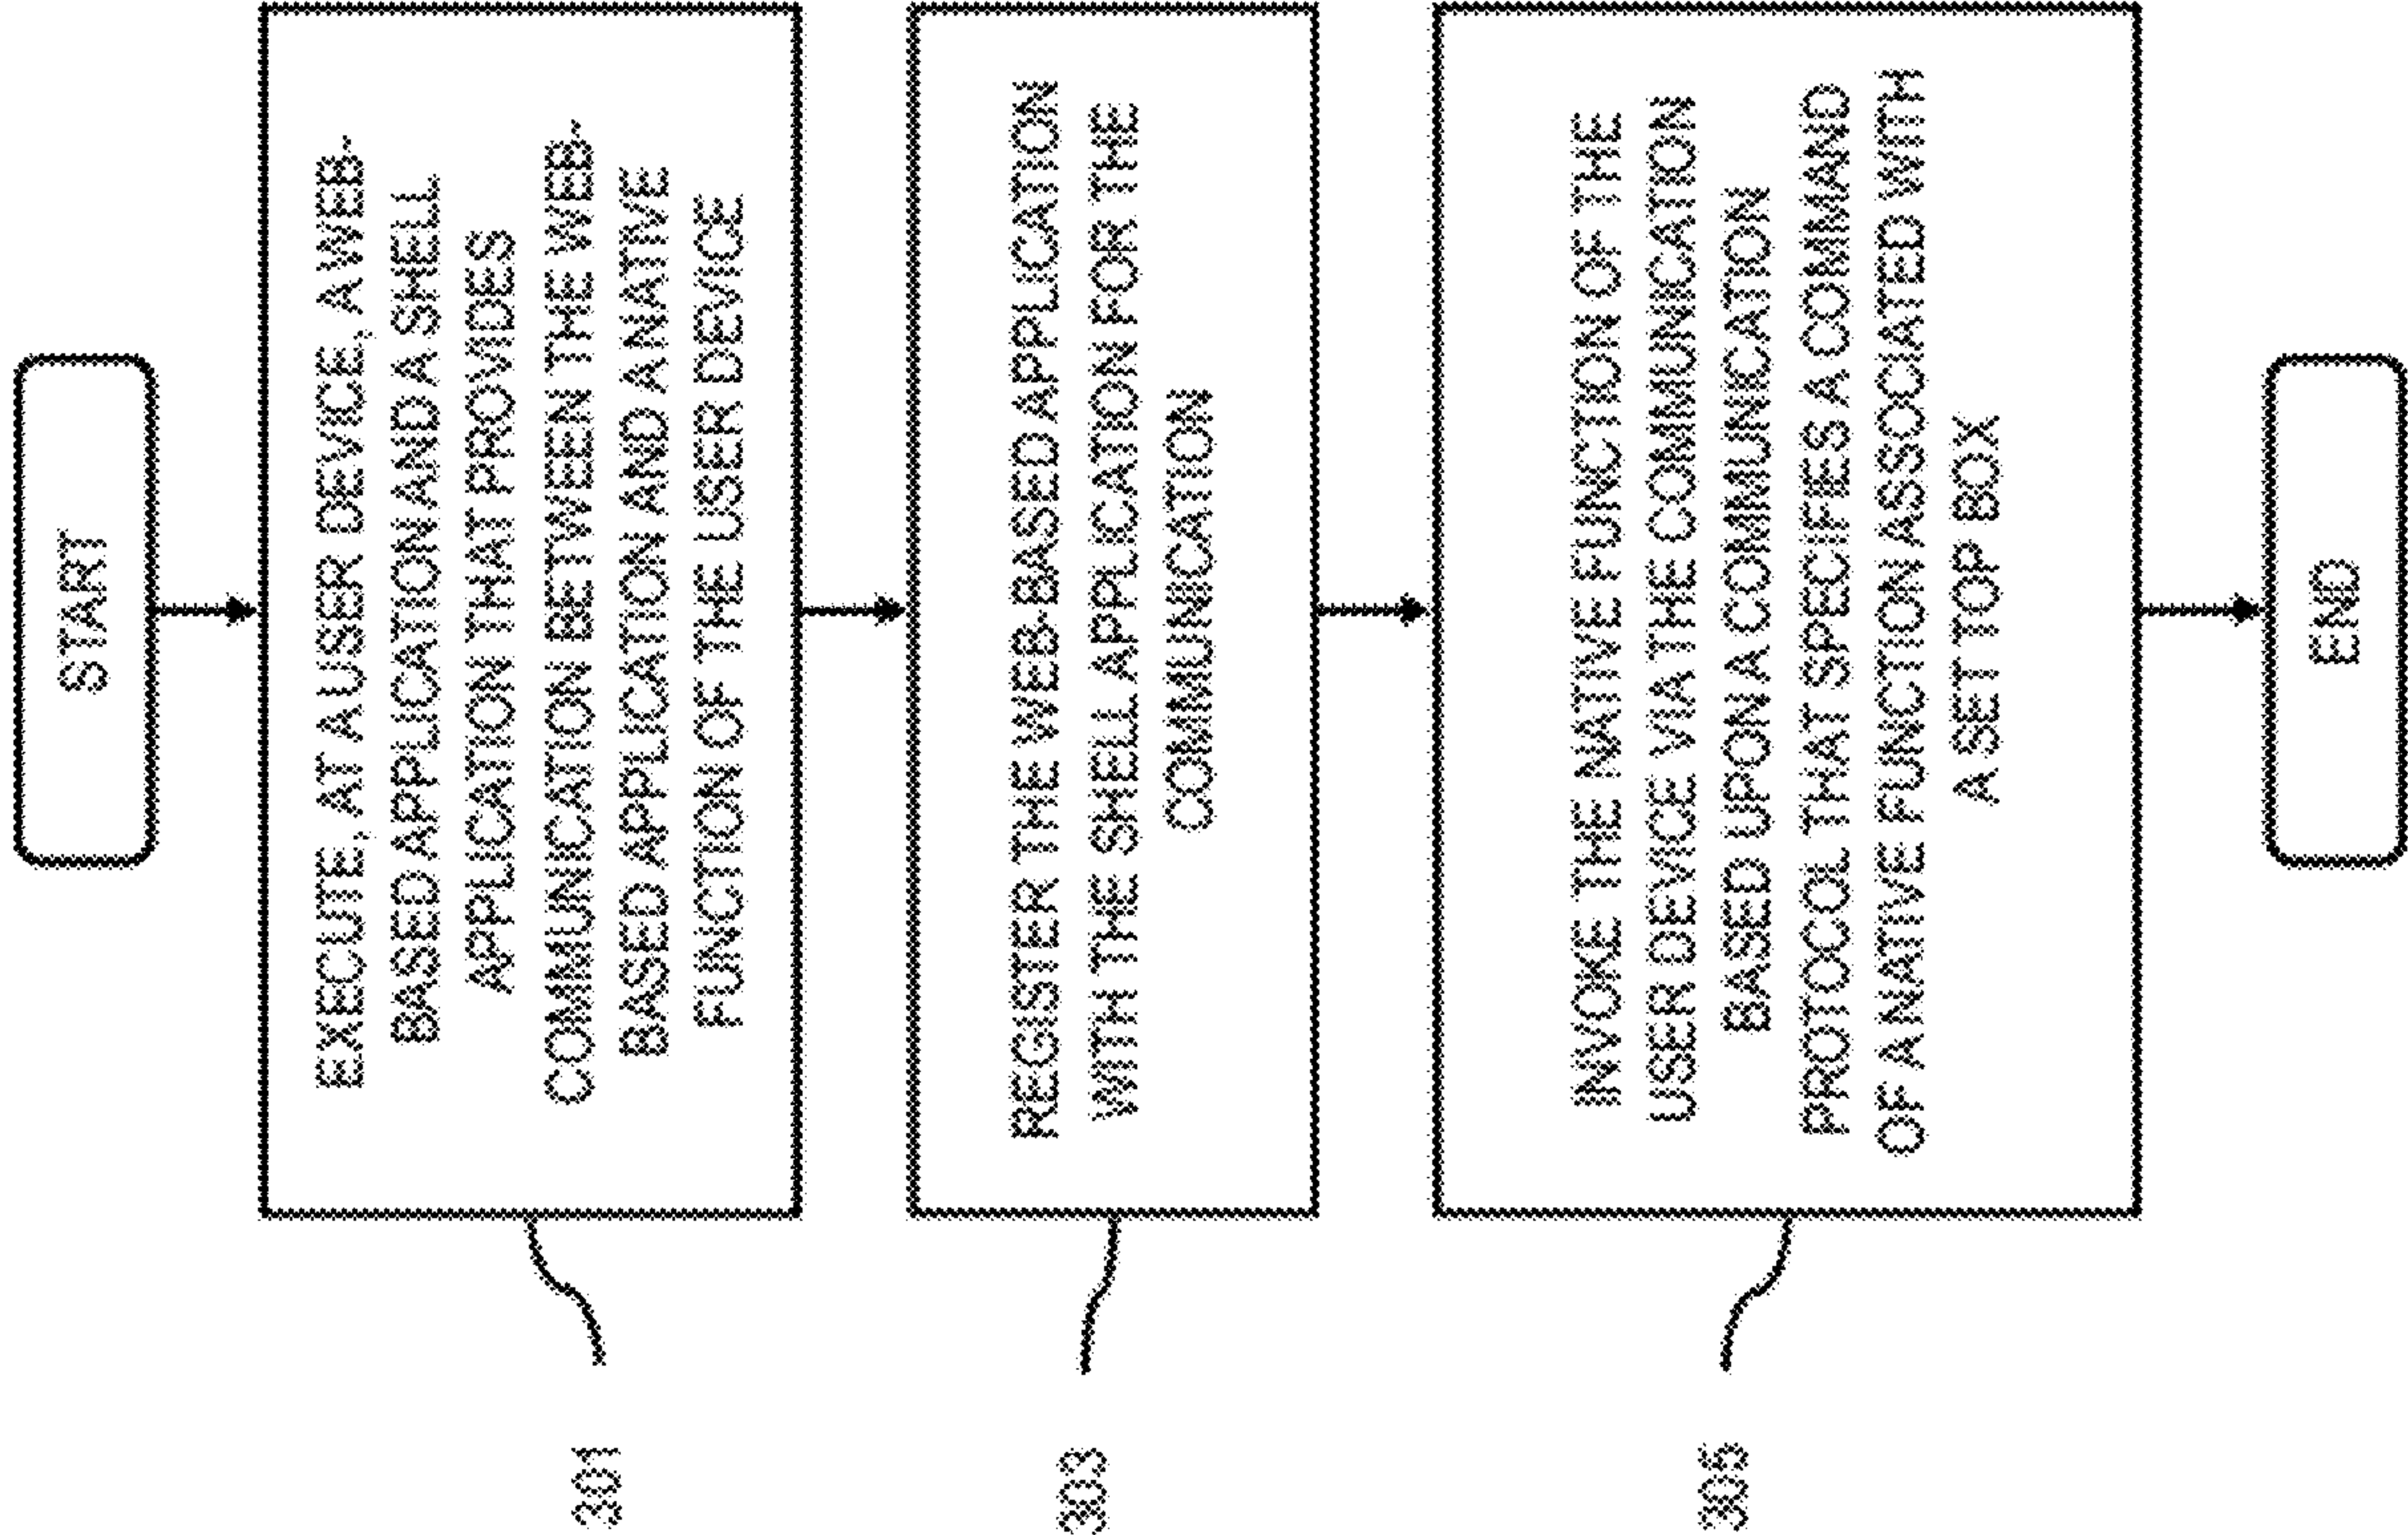 START
EXECUTE, AT A USER DEVICE, A WEB-
BASED APPLICATION AND A SHELL
APPLICATION THAT PROVIDES
COMMUNICATION BETWEEN THE WEB-
BASED APPLICATION AND A NATIVE
FUNCTION OF THE USER DEVICE
301
REGISTER THE WEB-BASED APPLICATION
WITH THE SHELL APPLICATION FOR THE
COMMUNICATION
303
INVOKE THE NATIVE FUNCTION OF THE
USER DEVICE VIA THE COMMUNICATION
BASED UPON A COMMUNICATION
PROTOCOL THAT SPECIFIES A COMMAND
OF A NATIVE FUNCTION ASSOCIATED WITH
A SET TOP BOX
305
END